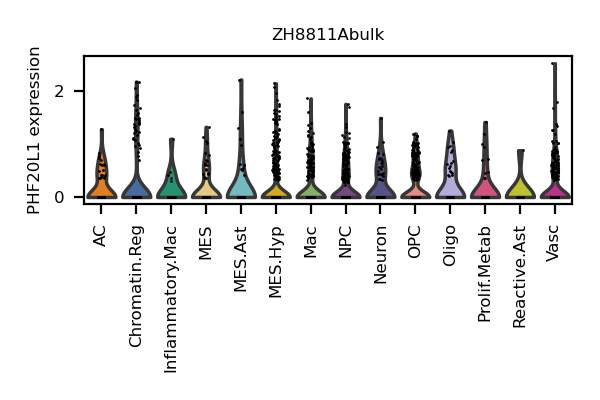 ZH8811Abulk
PHF20L1 expression
2
0
AC
Chromatin.Reg
Inflammatory.Mac
MES
MES.Ast
MES.Hyp
Mac
NPC
Neuron
OPC
Oligo
Prolif.Metab
Reactive.Ast
Vasc